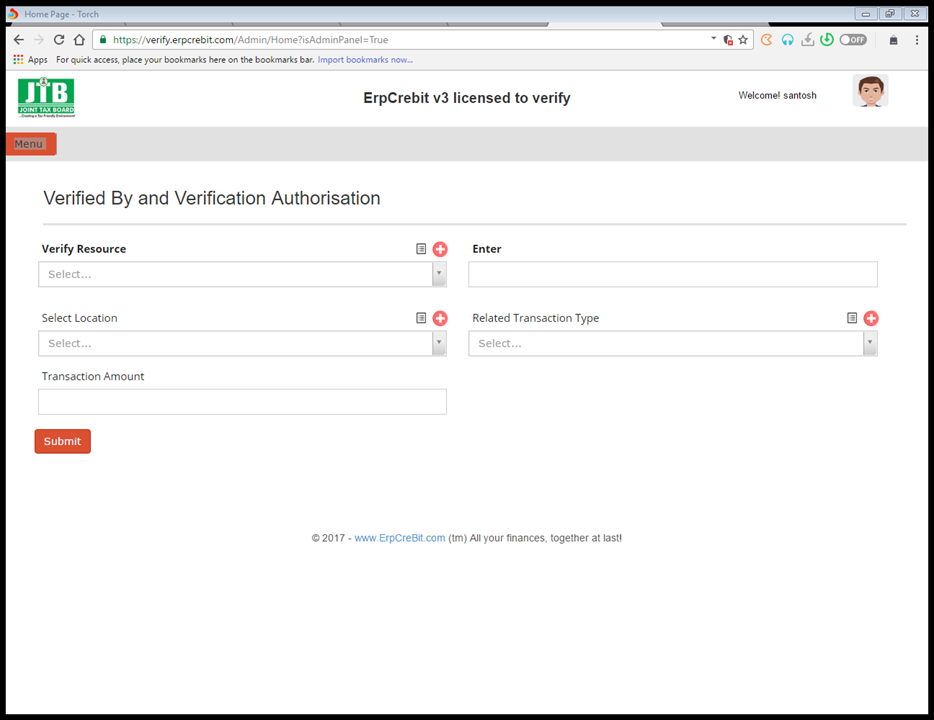 Home Page - Torch
https://verify.erpcrebit.com/Admin/Home?isAdminPanel=True
OFF
Apps For quick access, place your bookmarks here on the bookmarks bar. Import bookmarks now...
JTB
JOINT TAX BOARD
...Creating a Tax Friendly Environment
ErpCrebit v3 licensed to verify
Welcome! santosh
Menu
Verified By and Verification Authorisation
Verify Resource
Enter
Select...
Select Location
Related Transaction Type
Select...
Select...
Transaction Amount
Submit
© 2017 - www.ErpCreBit.com (tm) All your finances, together at last!